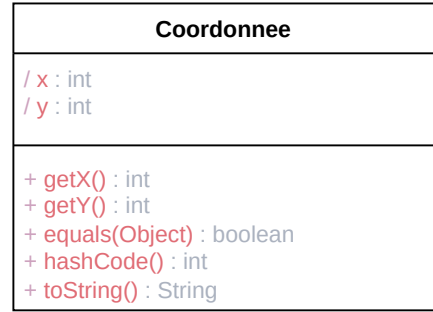 Coordonnee
/ x : int
/ y : int
+ getX() : int
+ getY() : int
+ equals(Object) : boolean
+ hashCode() : int
+ toString() : String